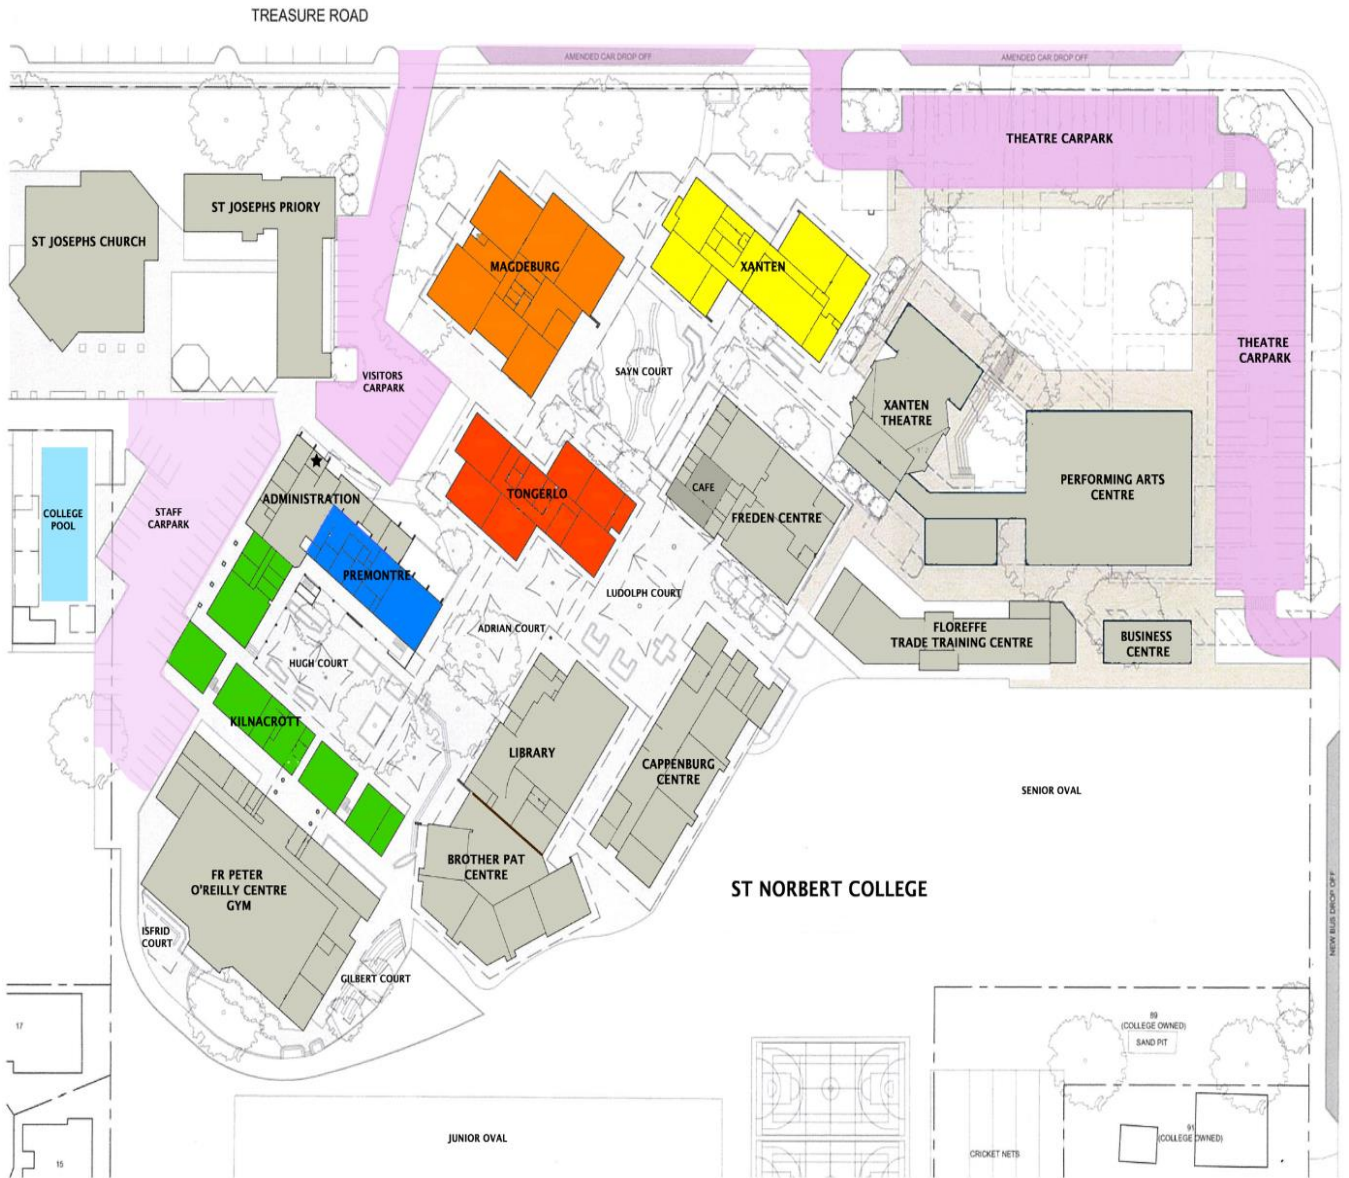 TREASURE ROAD
AMENDED CAR DROP OFF
AMENDED CAR DROP OFF
THEATRE CARPARK
ST JOSEPHS PRIORY
ST JOSEPHS CHURCH
MAGDEBURG
XANTEN
THEATRE
CARPARK
VISITORS
CARPARK
SAYN COURT
XANTEN
THEATRE
PERFORMING ARTS
CENTRE
CAFE
FREDEN CENTRE
TONGERLO
ADMINISTRATION
STAFF
CARPARK
COLLEGE
POOL
PREMONTRE
LUDOLPH COURT
ADRIAN COURT
FLOREFFE
TRADE TRAINING CENTRE
BUSINESS
CENTRE
HUGH COURT
KILNACROTT
LIBRARY
CAPPENBURG
CENTRE
SENIOR OVAL
BROTHER PAT
CENTRE
FR PETER
O'REILLY CENTRE
GYM
ST NORBERT COLLEGE
NEW BUS DROP OFF
ISFRID
COURT
GILBERT COURT
17
89
(COLLEGE OWNED)
SAND PIT
91
(COLLEGE OWNED)
JUNIOR OVAL
CRICKET NETS
15